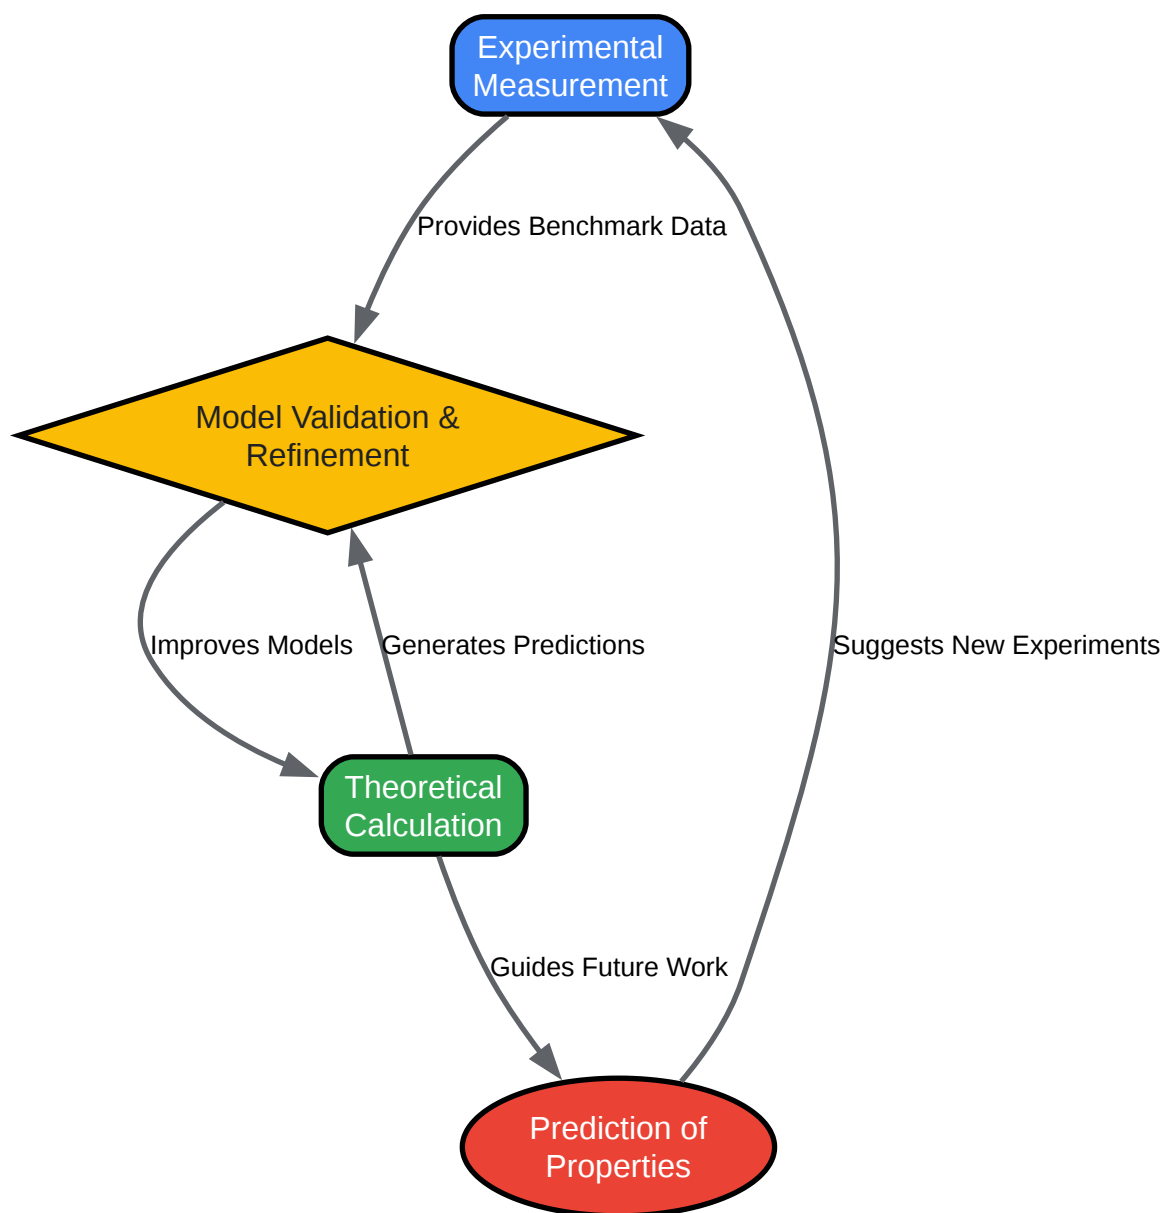 Experimental
Measurement
Provides Benchmark Data
Model Validation &
Refinement
Improves Models
Generates Predictions
Suggests New Experiments
Theoretical
Calculation
Guides Future Work
Prediction of
Properties